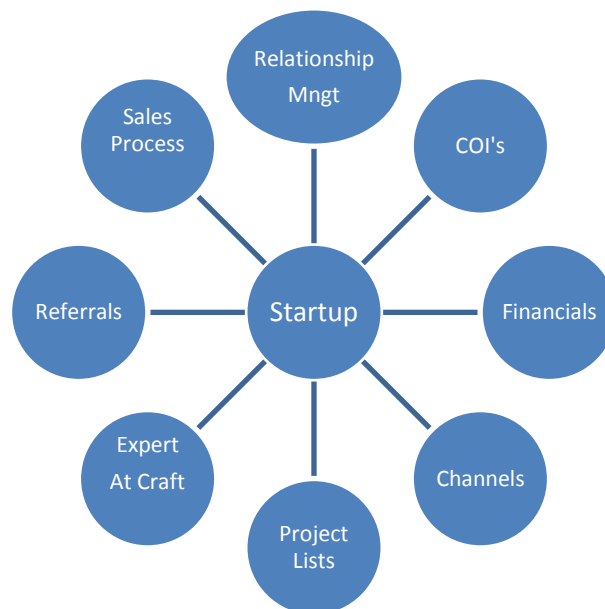 Relationship
Mngt
Sales
Process
COI's
Referrals
Startup
Financials
Expert
At Craft
Channels
Project
Lists